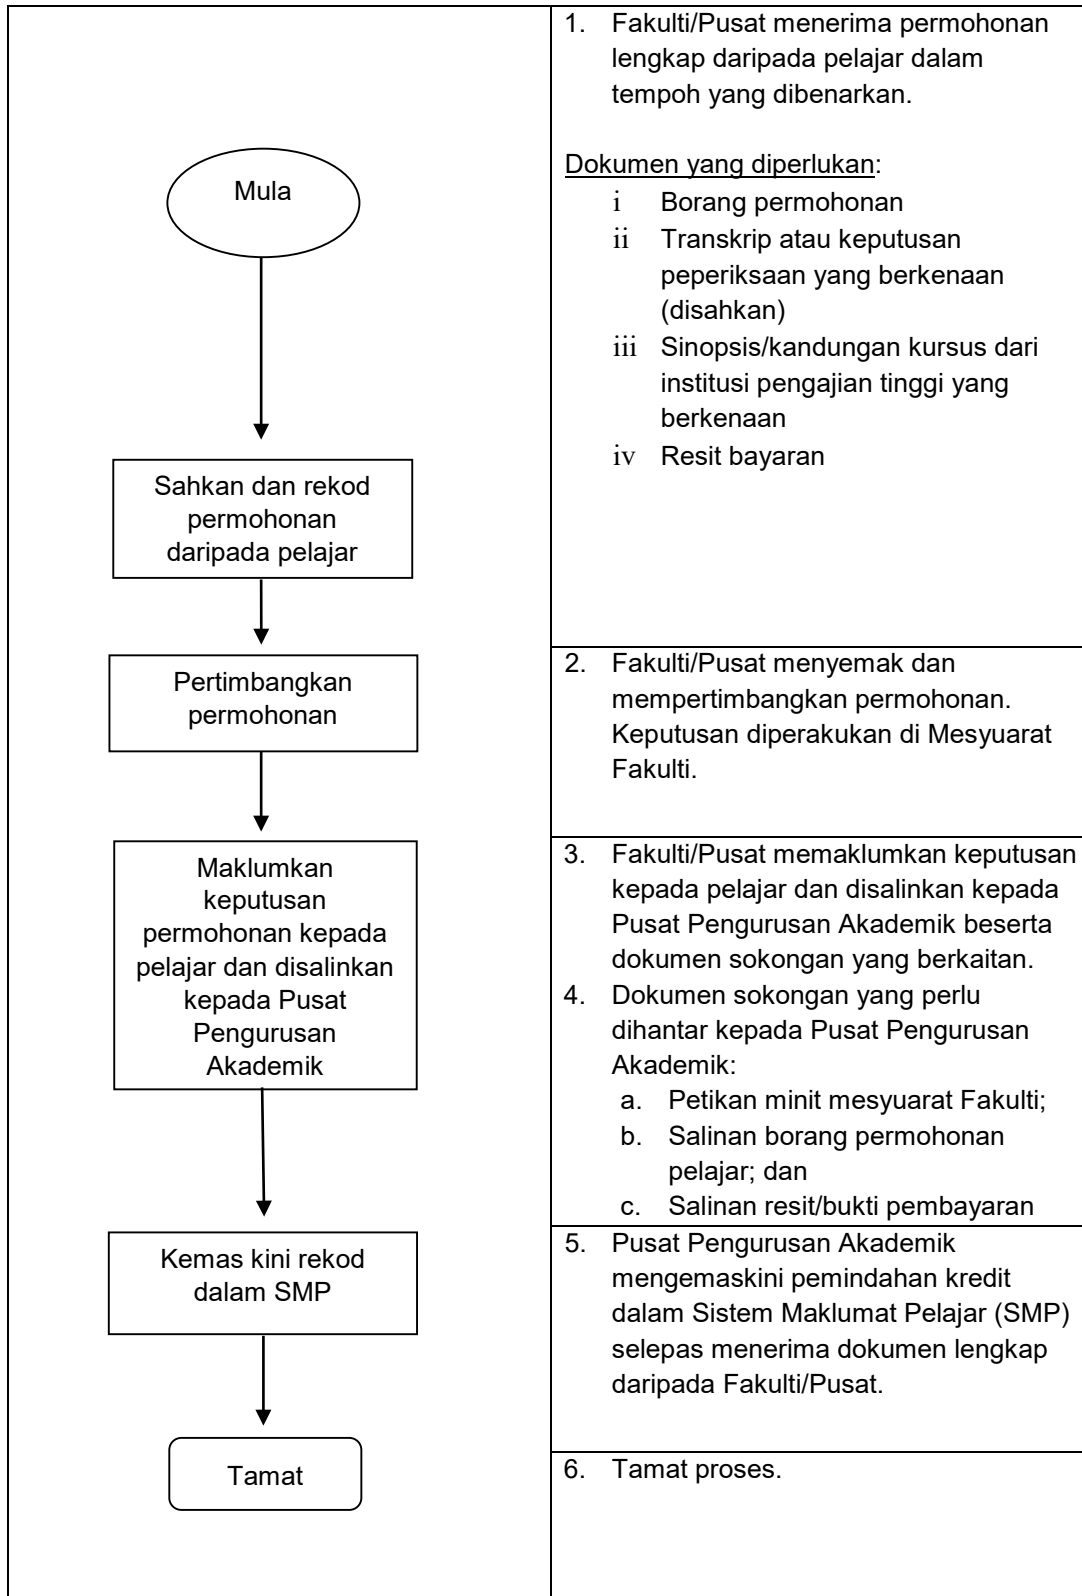 Mula
Sahkan dan rekod
permohonan
daripada pelajar
Pertimbangkan
permohonan
Maklumkan
keputusan
permohonan kepada
pelajar dan disalinkan
kepada Pusat
Pengurusan
Akademik
Kemas kini rekod
dalam SMP
Tamat
1. Fakulti/Pusat menerima permohonan
lengkap daripada pelajar dalam
tempoh yang dibenarkan.
Dokumen yang diperlukan:
i Borang permohonan
ii Transkrip atau keputusan
peperiksaan yang berkenaan
(disahkan)
iii Sinopsis/kandungan kursus dari
institusi pengajian tinggi yang
berkenaan
iv Resit bayaran
2. Fakulti/Pusat menyemak dan
mempertimbangkan permohonan.
Keputusan diperakukan di Mesyuarat
Fakulti.
3. Fakulti/Pusat memaklumkan keputusan
kepada pelajar dan disalinkan kepada
Pusat Pengurusan Akademik beserta
dokumen sokongan yang berkaitan.
4. Dokumen sokongan yang perlu
dihantar kepada Pusat Pengurusan
Akademik:
a. Petikan minit mesyuarat Fakulti;
b. Salinan borang permohonan
pelajar; dan
c. Salinan resit/bukti pembayaran
5. Pusat Pengurusan Akademik
mengemaskini pemindahan kredit
dalam Sistem Maklumat Pelajar (SMP)
selepas menerima dokumen lengkap
daripada Fakulti/Pusat.
6. Tamat proses.